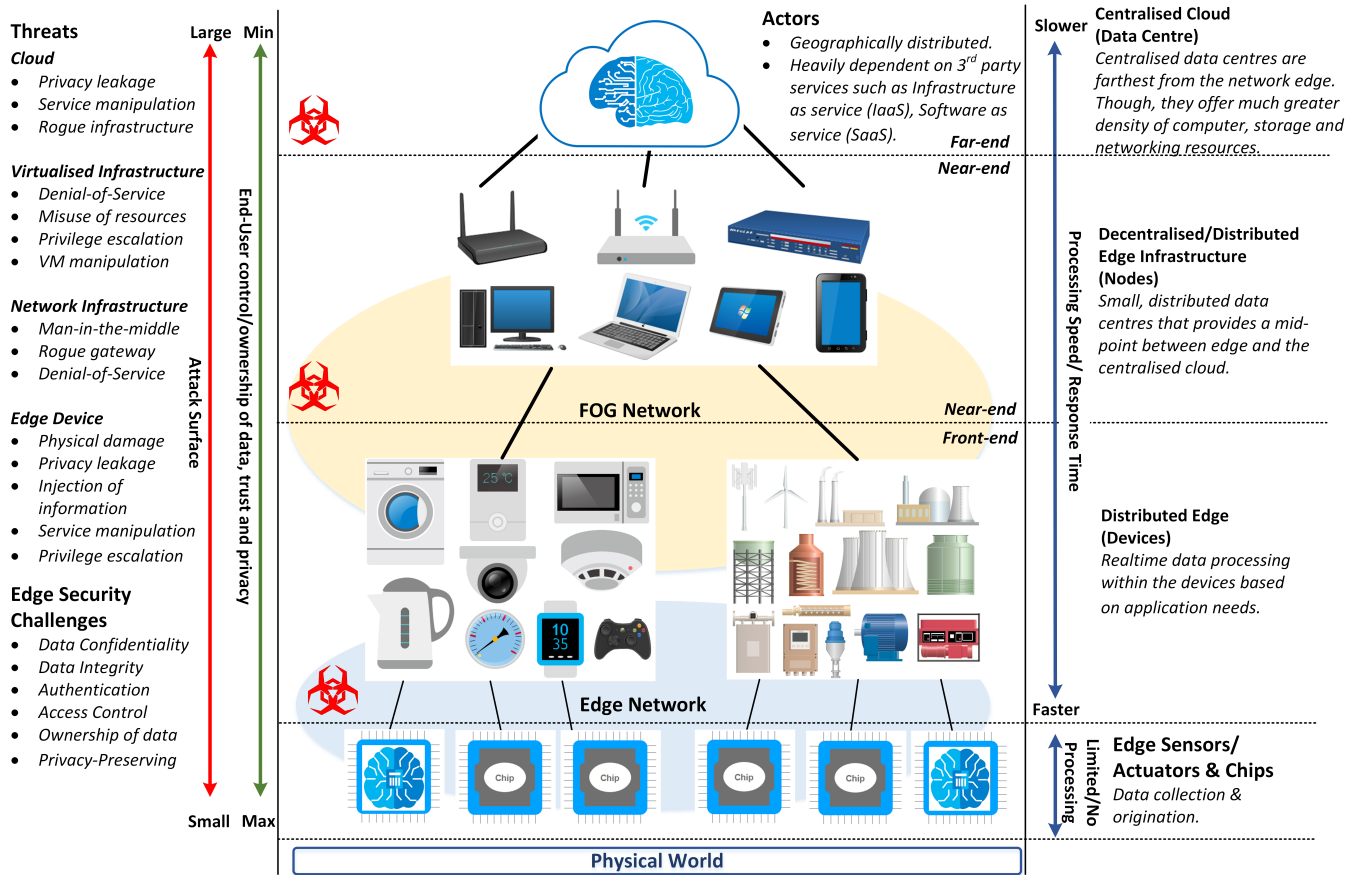 Threats
Cloud
• Privacy leakage
• Service manipulation
• Rogue infrastructure
Virtualised Infrastructure
• Denial-of-Service
• Misuse of resources
• Privilege escalation
• VM manipulation
Network Infrastructure
• Man-in-the-middle
• Rogue gateway
• Denial-of-Service
Edge Device
• Physical damage
• Privacy leakage
• Injection of
information
• Service manipulation
• Privilege escalation
Edge Security
Challenges
• Data Confidentiality
• Data Integrity
• Authentication
• Access Control
• Ownership of data
• Privacy-Preserving
Large
Attack Surface
Small
Min
End-User control/ownership of data, trust and privacy
Max
Actors
• Geographically distributed.
• Heavily dependent on 3rd party
services such as Infrastructure
as service (IaaS), Software as
service (SaaS).
Far-end
Near-end
FOG Network
Near-end
Front-end
25 °C
10
35
Edge Network
Chip
Chip
Chip
Chip
Physical World
Slower
Processing Speed/ Response Time
Faster
Limited/No
Processing
Centralised Cloud
(Data Centre)
Centralised data centres are
farthest from the network edge.
Though, they offer much greater
density of computer, storage and
networking resources.
Decentralised/Distributed
Edge Infrastructure
(Nodes)
Small, distributed data
centres that provides a mid-
point between edge and the
centralised cloud.
Distributed Edge
(Devices)
Realtime data processing
within the devices based
on application needs.
Edge Sensors/
Actuators & Chips
Data collection &
origination.